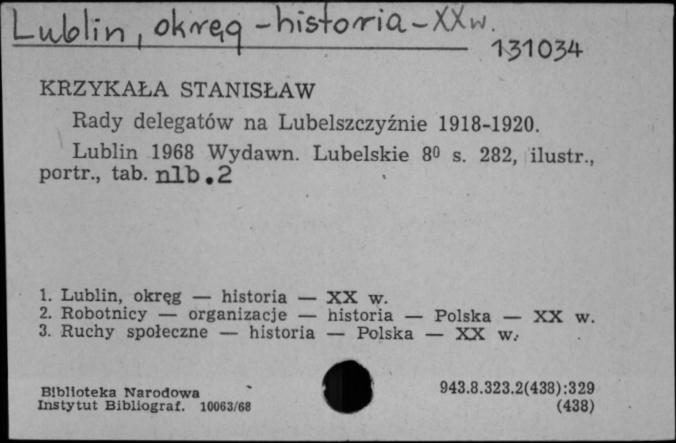 Lublin, okręg - historia - XX w.
131034
KRZYKAŁA STANISŁAW
Rady delegatów na Lubelszczyźnie 1918-1920.
Lublin 1968 Wydawn. Lubelskie 8⁰ s. 282, ilustr.,
portr., tab. nlb. 2
1. Lublin, okręg — historia — XX w.
2. Robotnicy — organizacje — historia — Polska — XX w.
3. Ruchy społeczne — historia — Polska — XX w.
Biblioteka Narodowa
Instytut Bibliograf. 10063/68
943.8.323.2(438):329
(438)